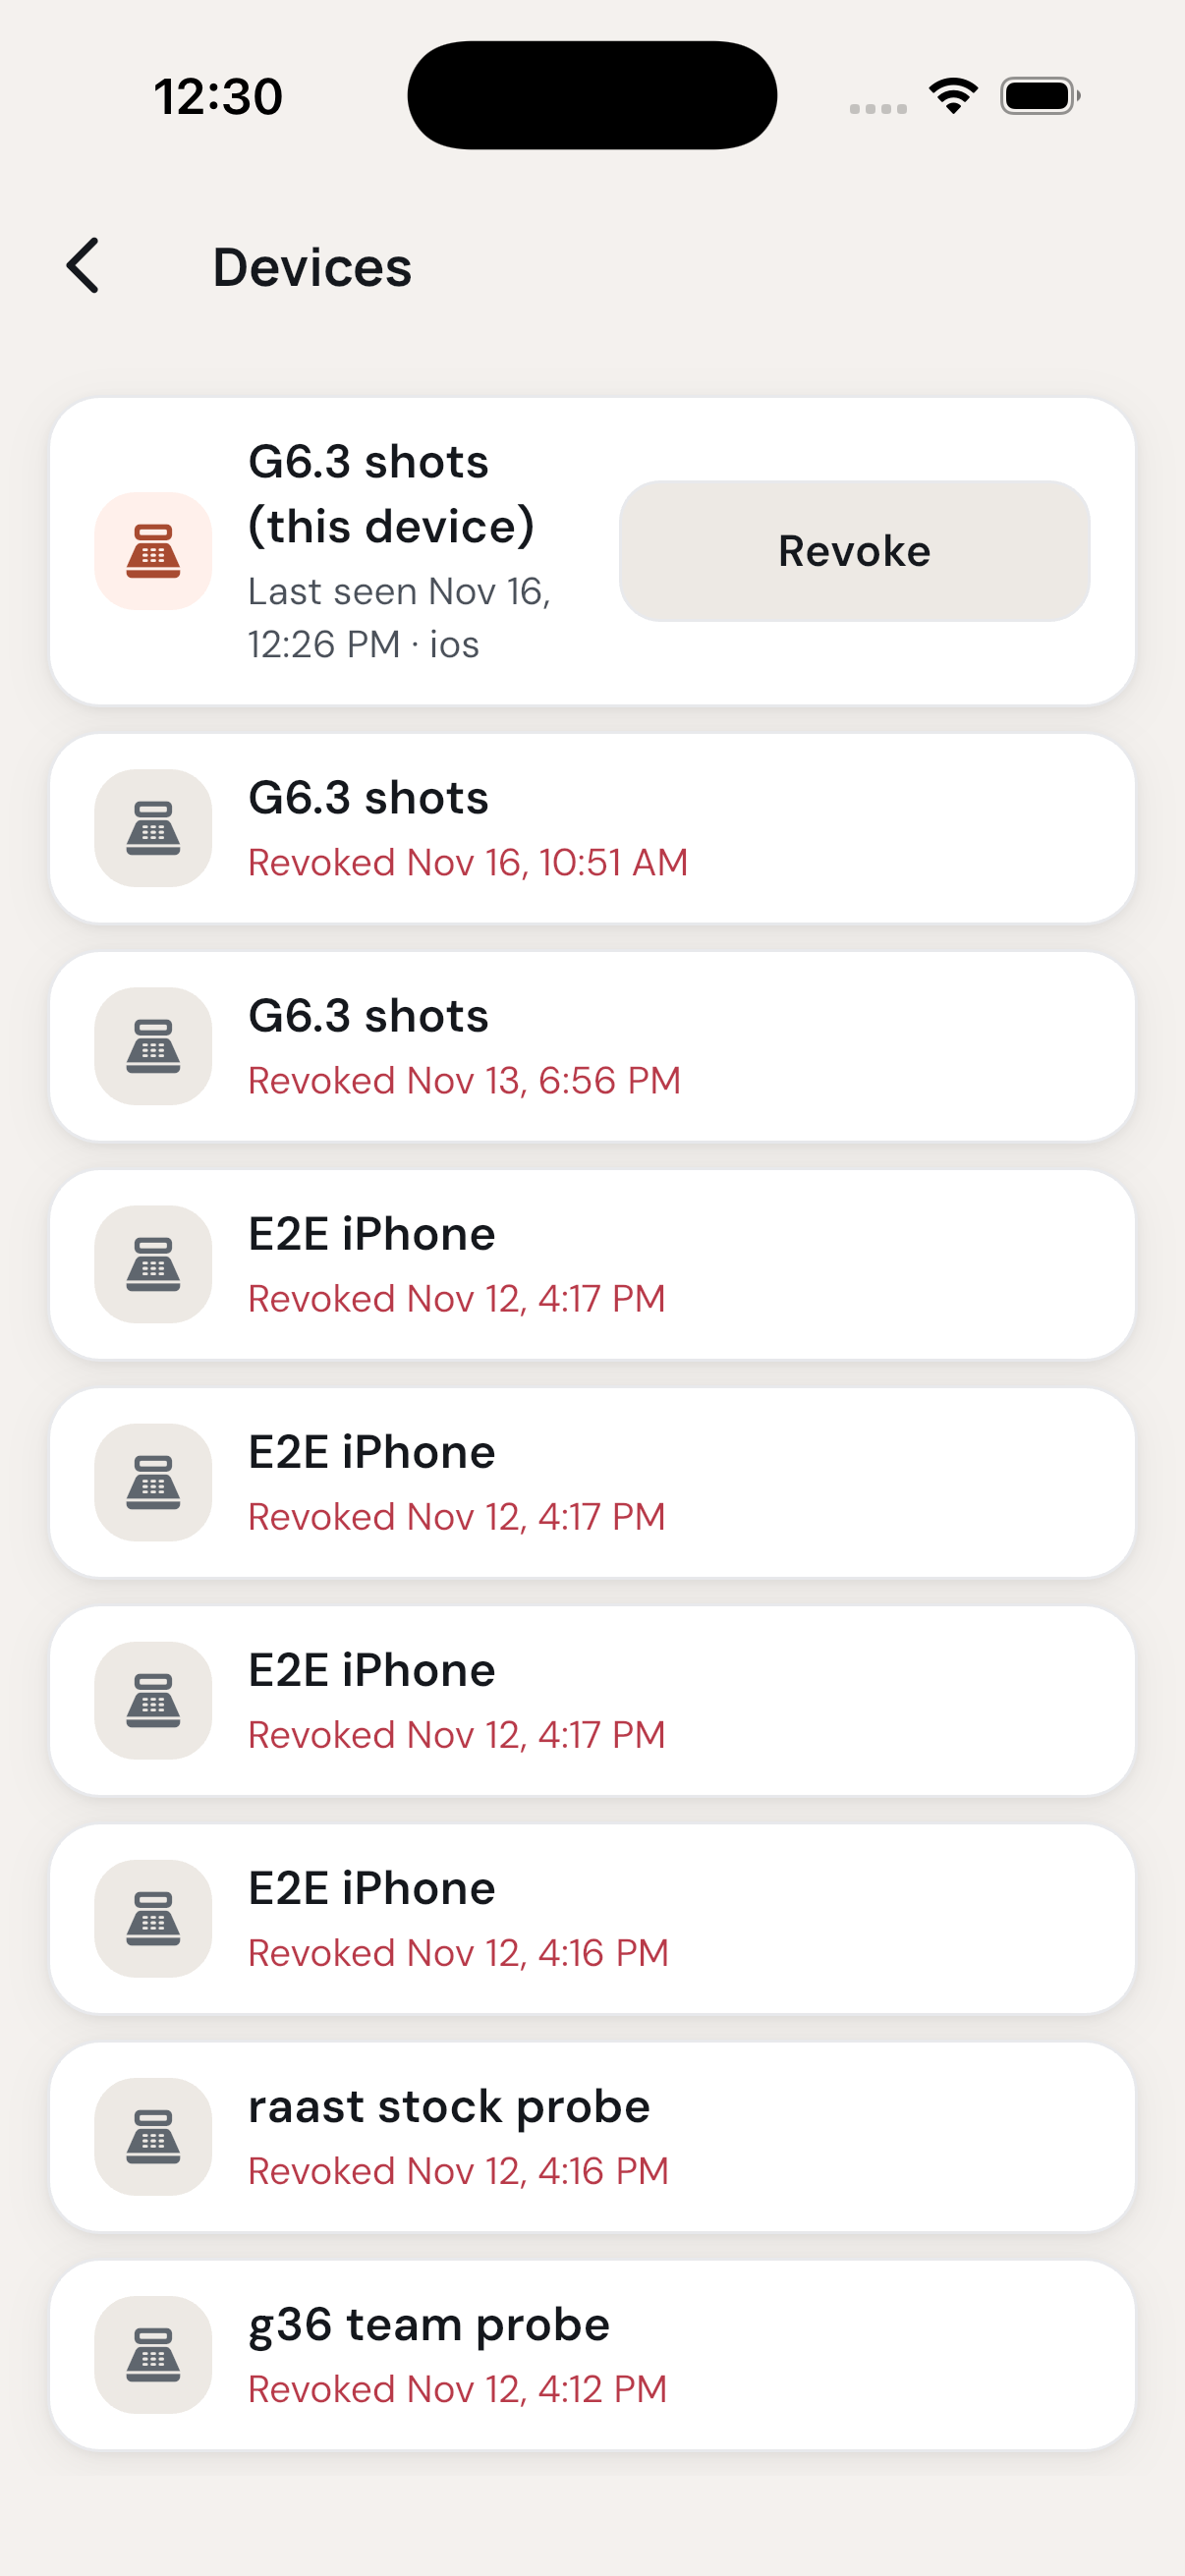 12:30
Devices
G6.3 shots
(this device)
Last seen Nov 16,
12:26 PM · ios
Revoke
G6.3 shots
Revoked Nov 16, 10:51 AM
G6.3 shots
Revoked Nov 13, 6:56 PM
E2E iPhone
Revoked Nov 12, 4:17 PM
E2E iPhone
Revoked Nov 12, 4:17 PM
E2E iPhone
Revoked Nov 12, 4:17 PM
E2E iPhone
Revoked Nov 12, 4:16 PM
raast stock probe
Revoked Nov 12, 4:16 PM
g36 team probe
Revoked Nov 12, 4:12 PM